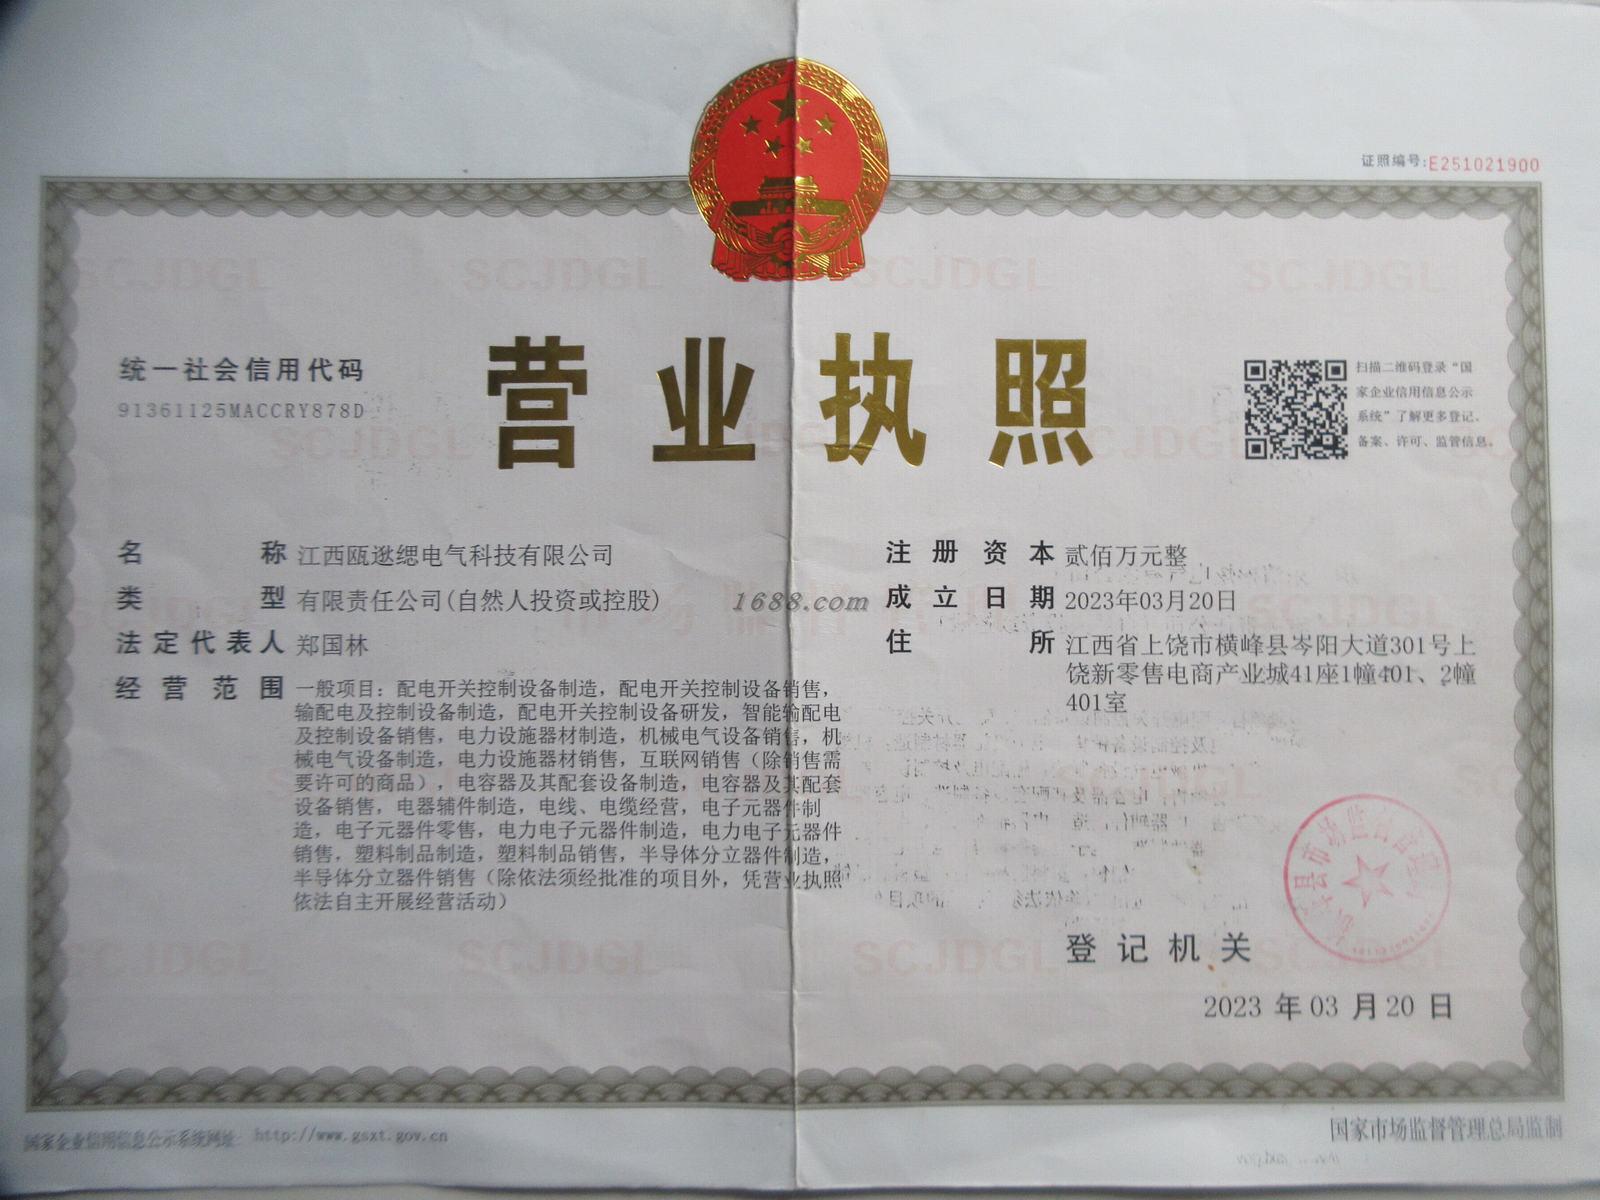 证照编号:E251021900
营业执照
统一社会信用代码
91361125MACCRY878D
扫描二维码登录“国
家企业信用信息公示
系统”了解更多登记、
备案、许可、监管信息。
名称 江西瓯逖缌电气科技有限公司
类型 有限责任公司(自然人投资或控股)
法定代表人 郑国林
经营范围 一般项目：配电开关控制设备制造，配电开关控制设备销售，
输配电及控制设备制造，配电开关控制设备研发，智能输配电
及控制设备销售，电力设施器材制造，机械电气设备销售，机
械电气设备制造，电力设施器材销售，互联网销售（除销售需
要许可的商品），电容器及其配套设备制造，电容器及其配套
设备销售，电器辅件制造，电线、电缆经营，电子元器件制
造，电子元器件零售，电力电子元器件制造，电力电子元器件
销售，塑料制品制造，塑料制品销售，半导体分立器件制造，
半导体分立器件销售（除依法须经批准的项目外，凭营业执照
依法自主开展经营活动）
1688.com
注册资本 贰佰万元整
成立日期 2023年03月20日
住所 江西省上饶市横峰县岑阳大道301号上
饶新零售电商产业城41座1幢401、2幢
401室
登记机关
2023年03月20日
国家企业信用信息公示系统网址：http://www.gsxt.gov.cn
国家市场监督管理总局监制